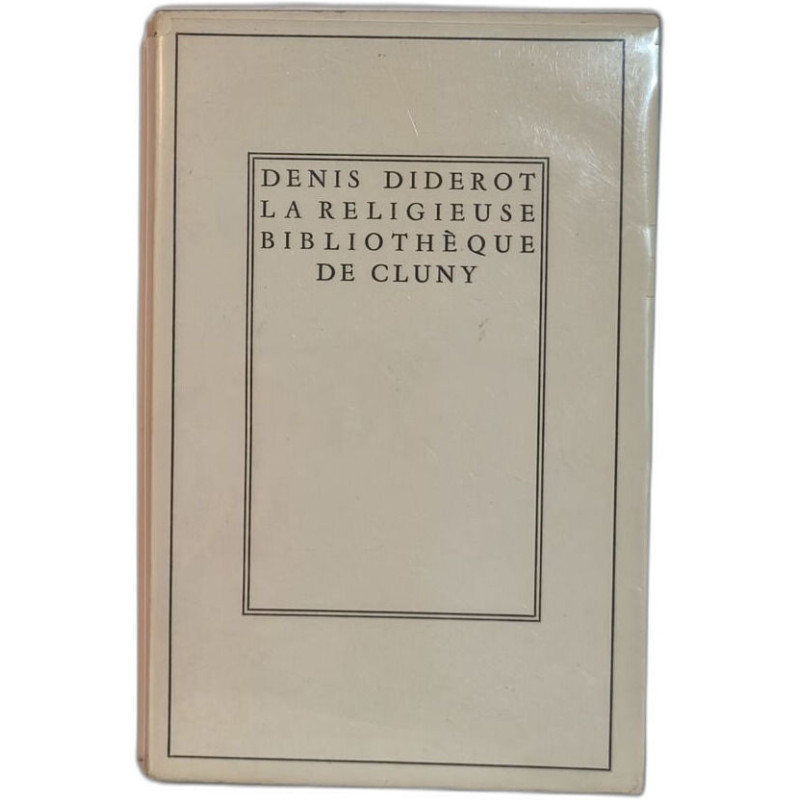 DENIS DIDEROT
LA RELIGIEUSE
BIBLIOTHÈQUE
DE CLUNY